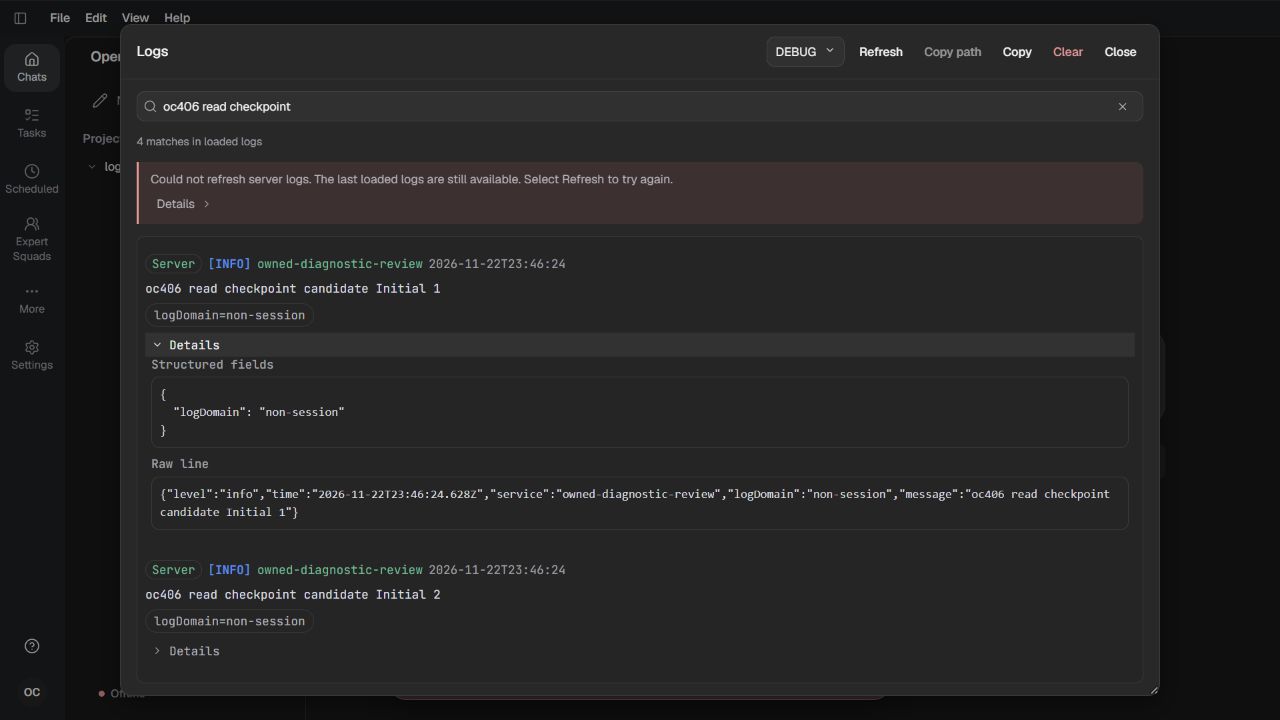 File Edit View Help
Logs
DEBUG Refresh Copy path Copy Clear Close
Chats
Tasks
Scheduled
Expert
Squads
More
Settings
OC
oc406 read checkpoint
4 matches in loaded logs
Could not refresh server logs. The last loaded logs are still available. Select Refresh to try again.
Details
Server [INFO] owned-diagnostic-review 2026-11-22T23:46:24
oc406 read checkpoint candidate Initial 1
logDomain=non-session
Details
Structured fields
{
"logDomain": "non-session"
}
Raw line
{"level":"info","time":"2026-11-22T23:46:24.628Z","service":"owned-diagnostic-review","logDomain":"non-session","message":"oc406 read checkpoint
candidate Initial 1"}
Server [INFO] owned-diagnostic-review 2026-11-22T23:46:24
oc406 read checkpoint candidate Initial 2
logDomain=non-session
Details